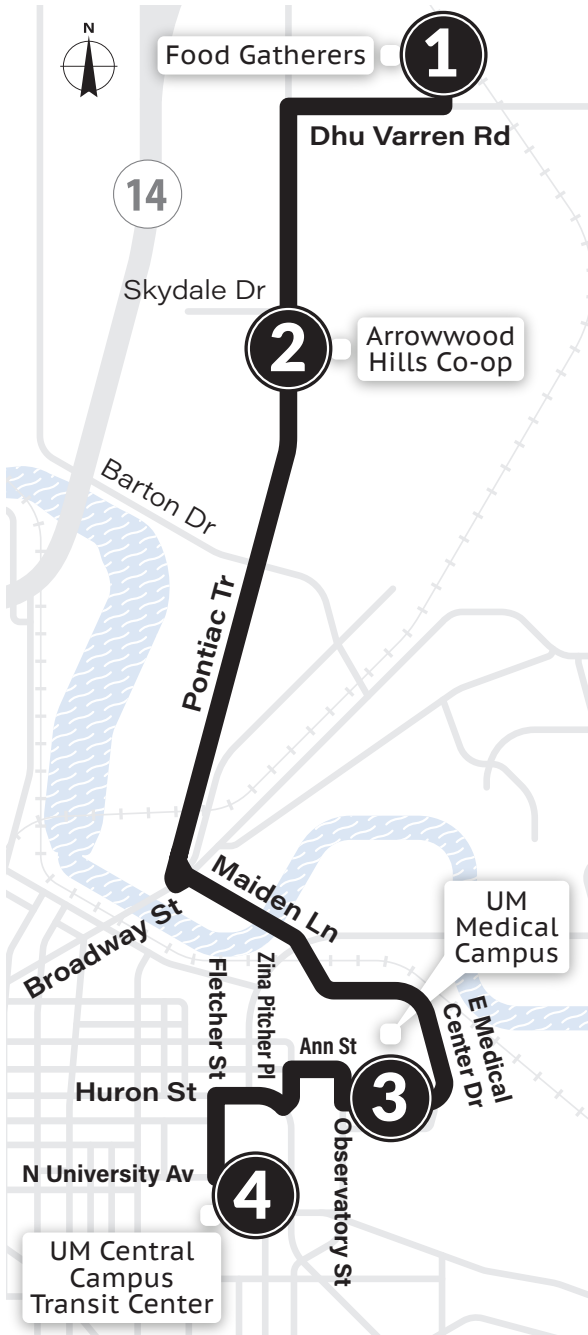 N
Food Gatherers
1
Dhu Varren Rd
14
Skydale Dr
2
Arrowwood
Hills Co-op
Barton Dr
Pontiac Tr
Maiden Ln
Broadway St
UM
Medical
Campus
Fletcher St
Zina Pitcher Pl
Ann St
E Medical
Center Dr
Huron St
3
Observatory St
N University Av
4
UM Central
Campus
Transit Center